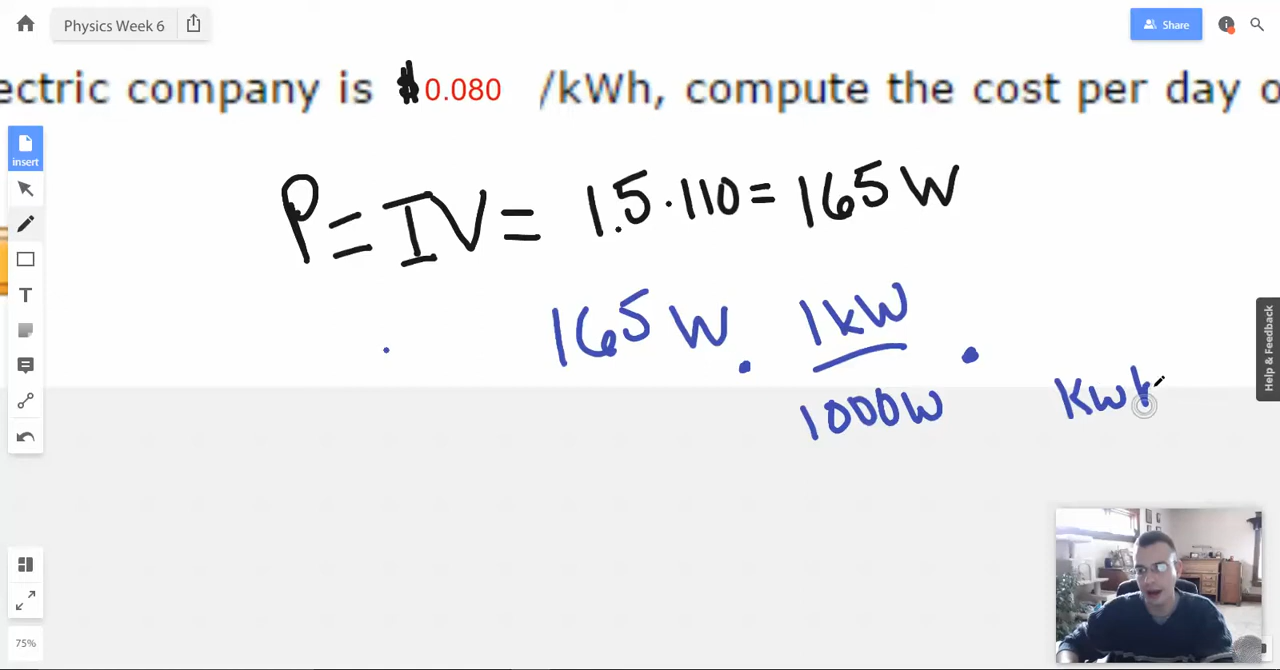 Physics Week 6
Share
ectric company is $0.080 /kWh, compute the cost per day o
insert
P = IV = 1.5 · 110 = 165 W
165 W · 1kW / 1000W ·
Kwh
T
Help & Feedback
75%